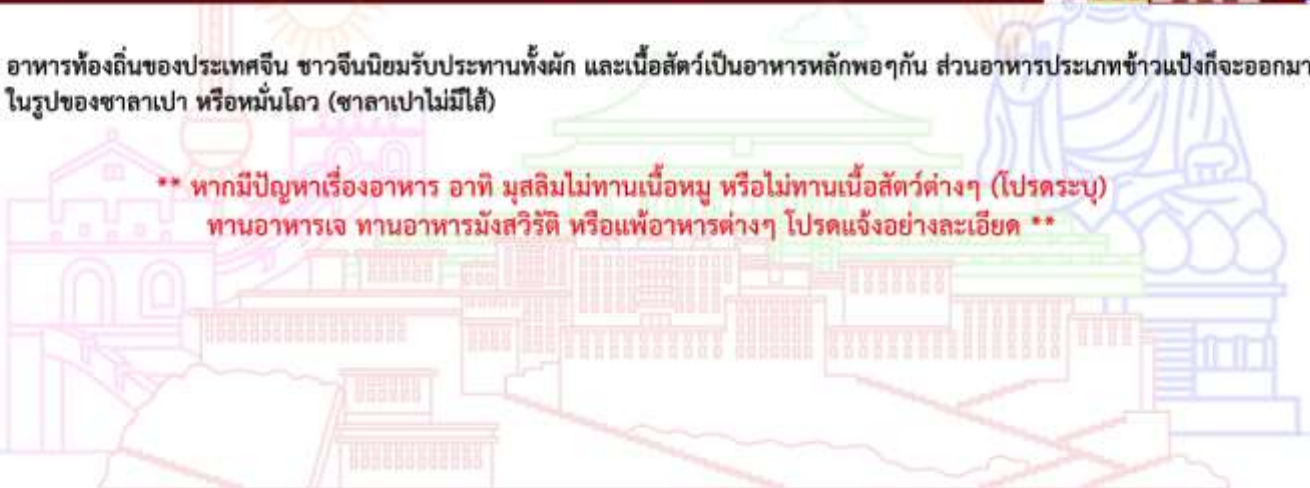 อาหารท้องถิ่นของประเทศจีน ชาวจีนนิยมรับประทานทั้งผัก และเนื้อสัตว์เป็นอาหารหลักพอๆกัน ส่วนอาหารประเภทข้าวแป้งก็จะออกมา
ในรูปของซาลาเปา หรือหมั่นโถว (ซาลาเปาไม่มีไส้)
** หากมีปัญหาเรื่องอาหาร อาทิ มุสลิมไม่ทานเนื้อหมู หรือไม่ทานเนื้อสัตว์ต่างๆ (โปรดระบุ)
ทานอาหารเจ ทานอาหารมังสวิรัติ หรือแพ้อาหารต่างๆ โปรดแจ้งอย่างละเอียด **